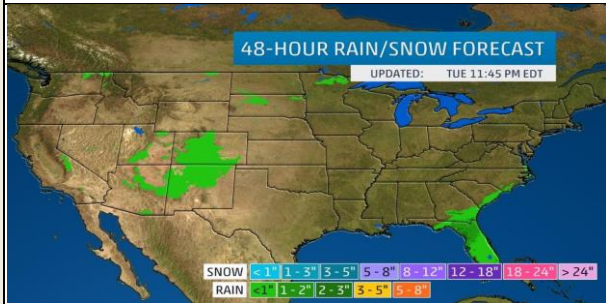 48-HOUR RAIN/SNOW FORECAST
UPDATED: TUE 11:45 PM EDT
SNOW <1" 1-3" 3-5" 5-8" 8-12" 12-18" 18-24" >24"
RAIN <1" 1-2" 2-3" 3-5" 5-8"